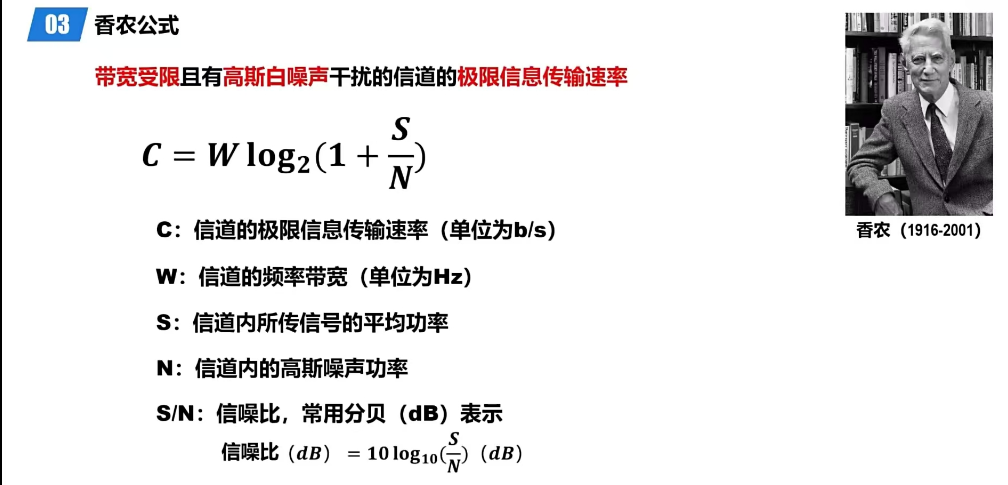 03 香农公式
带宽受限且有高斯白噪声干扰的信道的极限信息传输速率
C = W log₂(1 + S/N)
C：信道的极限信息传输速率（单位为b/s）
W：信道的频率带宽（单位为Hz）
S：信道内所传信号的平均功率
N：信道内的高斯噪声功率
S/N：信噪比，常用分贝（dB）表示
信噪比（dB） = 10 log₁₀(S/N)（dB）
香农（1916-2001）